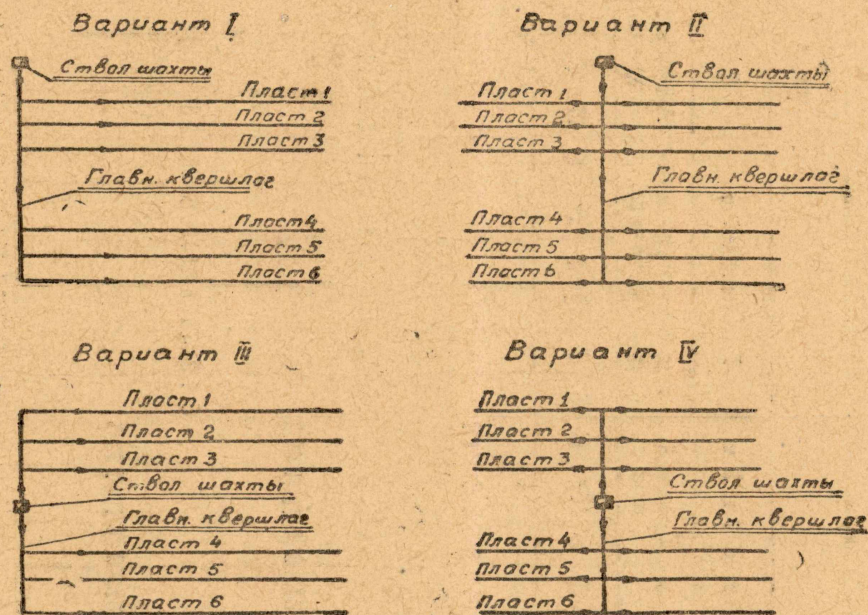 Вариант I
Ствол шахты
Пласт 1
Пласт 2
Пласт 3
Главн. квершлаг
Пласт 4
Пласт 5
Пласт 6
Вариант II
Ствол шахты
Пласт 1
Пласт 2
Пласт 3
Главн. квершлаг
Пласт 4
Пласт 5
Пласт 6
Вариант III
Пласт 1
Пласт 2
Пласт 3
Ствол шахты
Главн. квершлаг
Пласт 4
Пласт 5
Пласт 6
Вариант IV
Пласт 1
Пласт 2
Пласт 3
Ствол шахты
Главн. квершлаг
Пласт 4
Пласт 5
Пласт 6